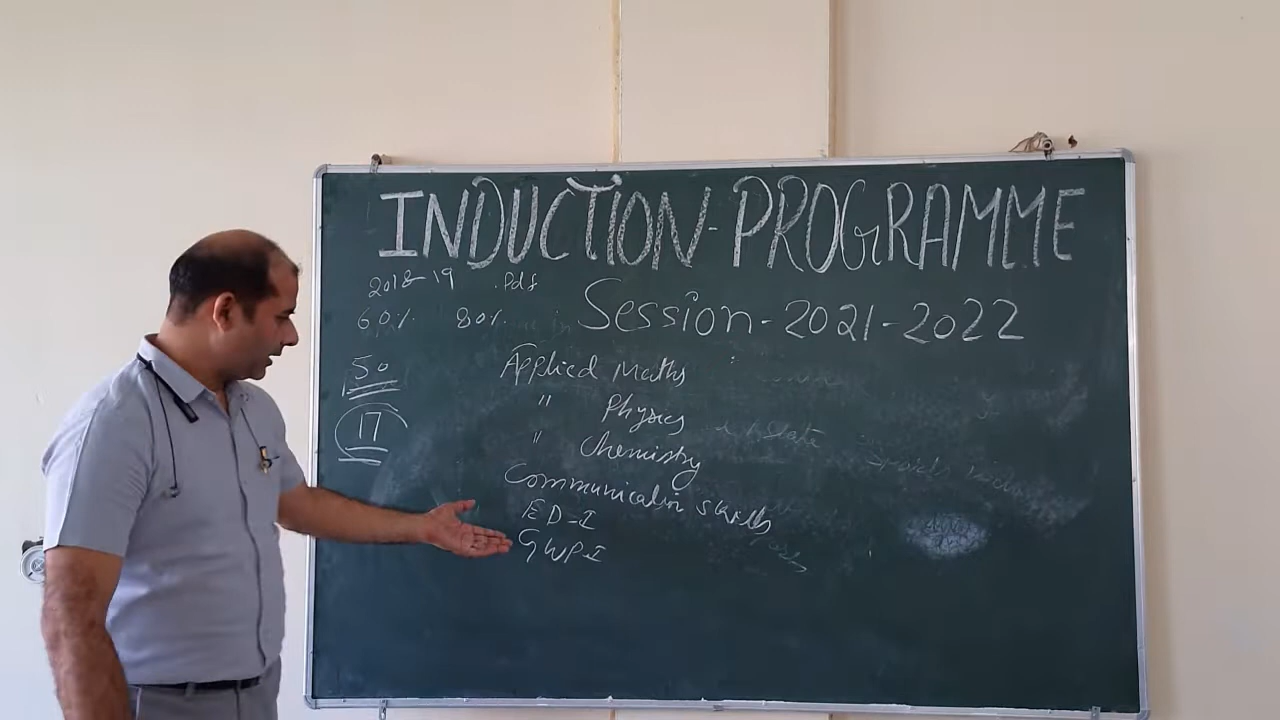 INDUCTION-PROGRAMME
2018-19 .Pdf
Session-2021-2022
60% 80%
50
17
Applied Maths
" Physics
" Chemistry
Communication skills
ED-I
GWP-I